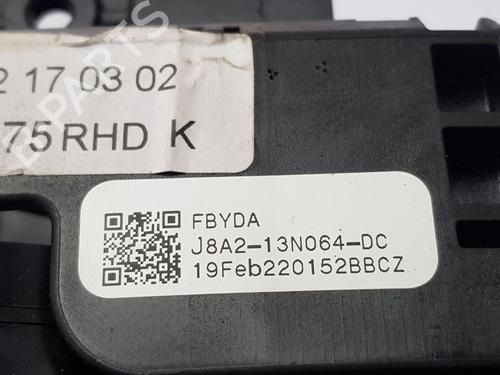 2 17 03 02
75 RHD K
FBYDA
J8A2-13N064-DC
19Feb220152BBCZ